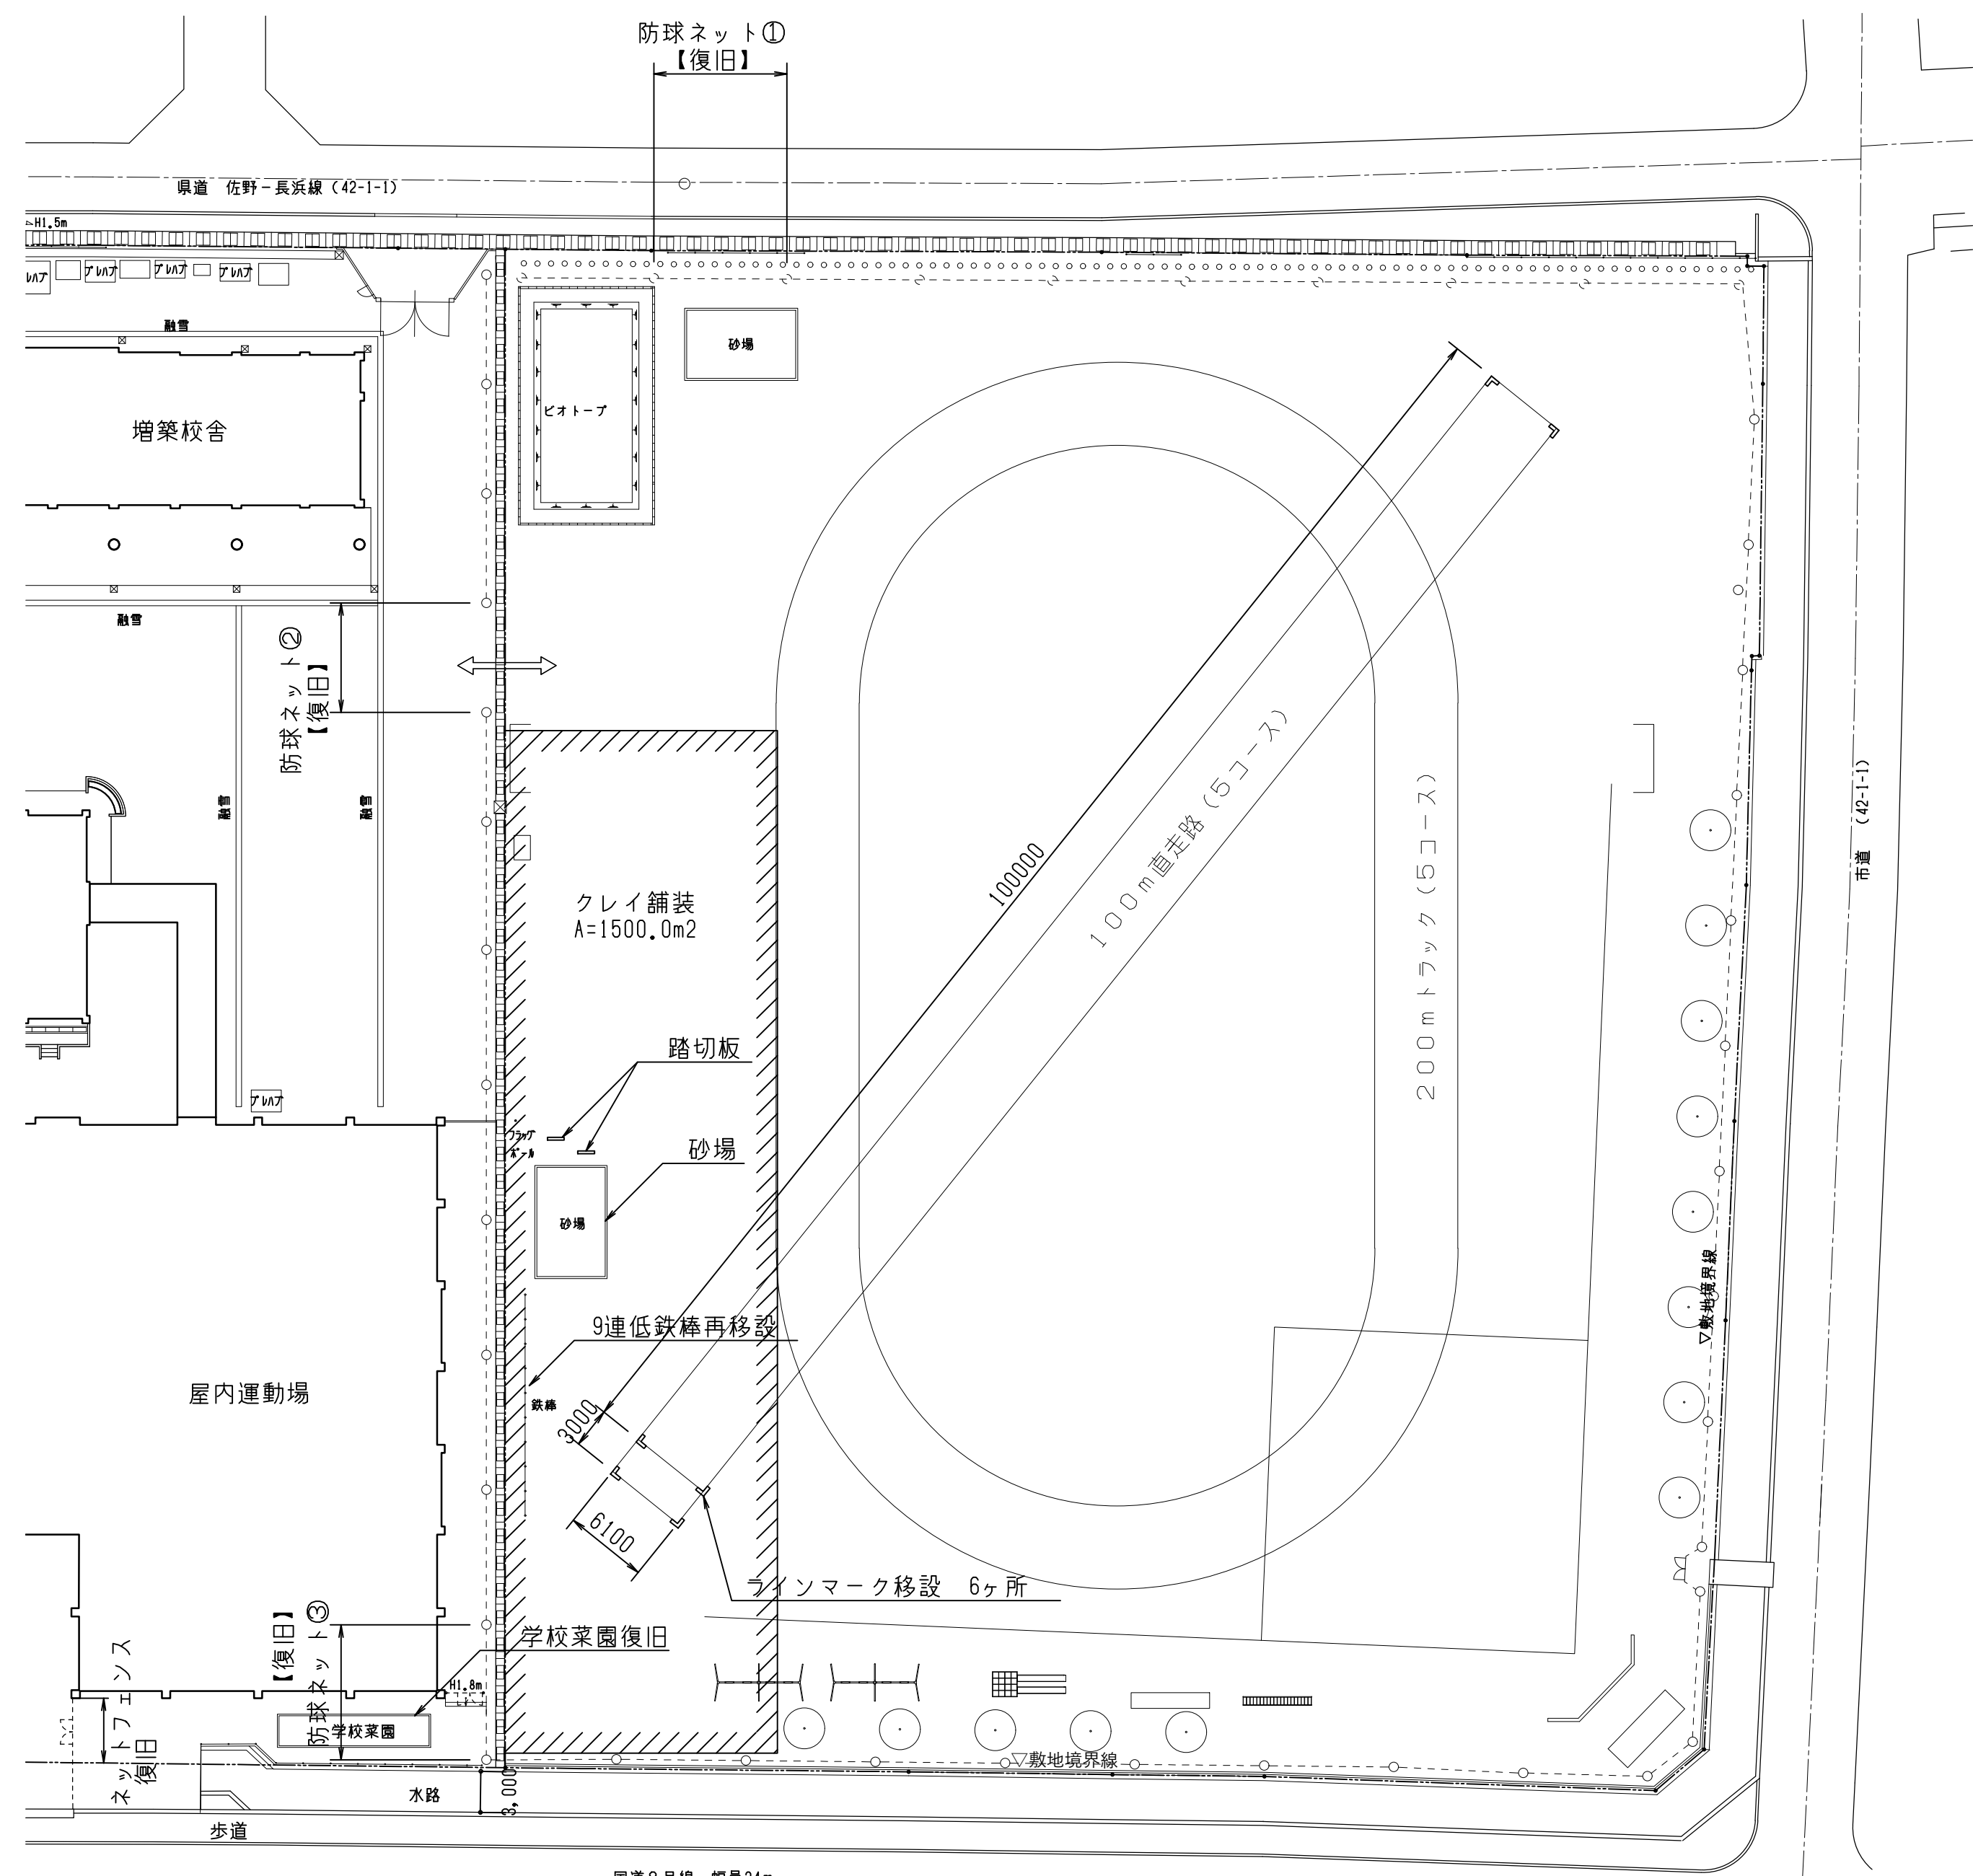 防球ネット①
【復旧】
県道　佐野－長浜線（42-1-1）
H1.5m
プレハブ
プレハブ
プレハブ
融雪
砂場
ビオトープ
増築校舎
融雪
防球ネット②
【復旧】
融雪
融雪
100000
100m直走路（5コース）
200mトラック（5コース）
市道　（42-1-1）
クレイ舗装
A=1500.0m2
踏切板
プレハブ
フラッグ
ポール
砂場
砂場
▽敷地境界線
9連低鉄棒再移設
屋内運動場
鉄棒
3000
6100
ラインマーク移設　6ヶ所
防球ネット③
【復旧】
学校菜園復旧
ネットフェンス
復旧
H1.8m
学校菜園
▽敷地境界線
水路
3,000
歩道